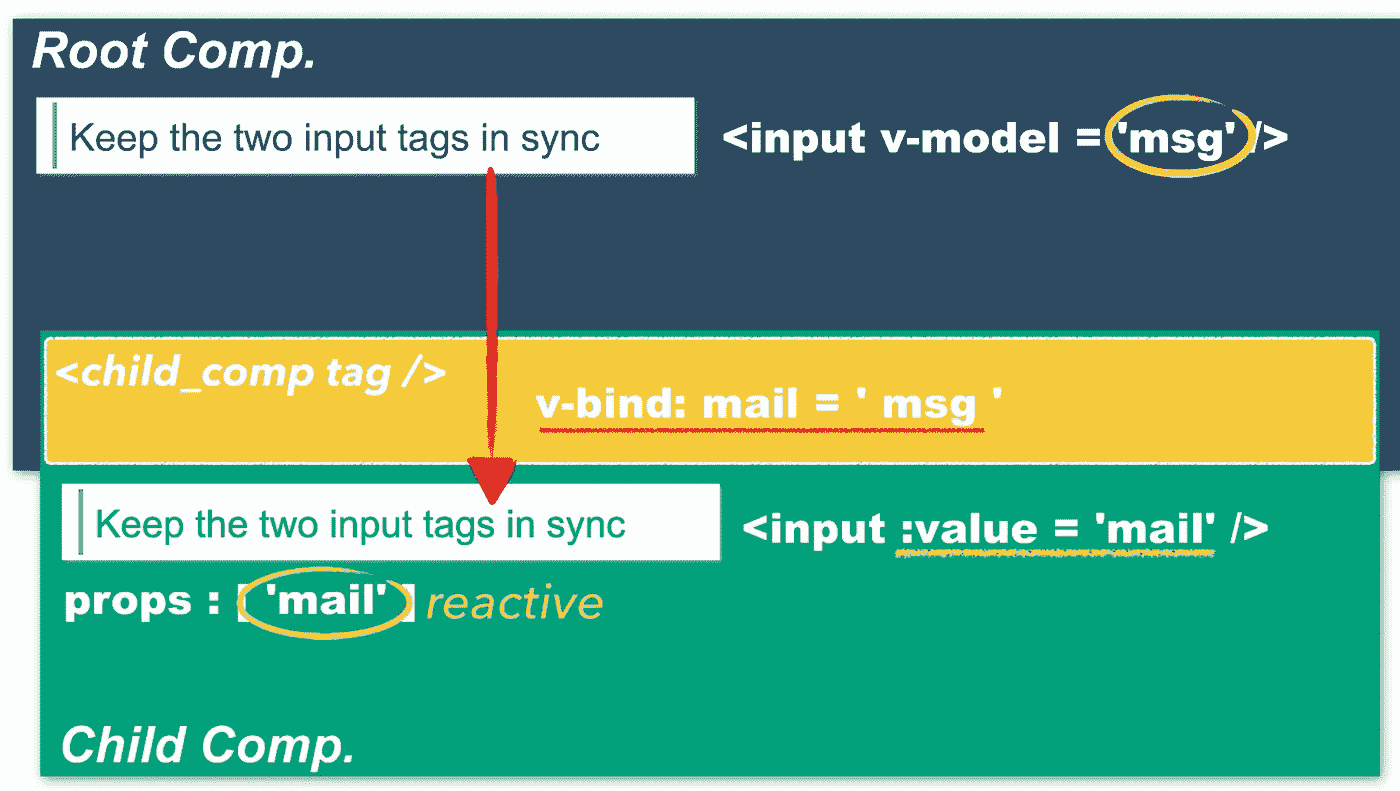 Root Comp.
Keep the two input tags in sync <input v-model = 'msg' />
<child_comp tag />
v-bind: mail = ' msg '
Keep the two input tags in sync <input :value = 'mail' />
props : [ 'mail' ] reactive
Child Comp.